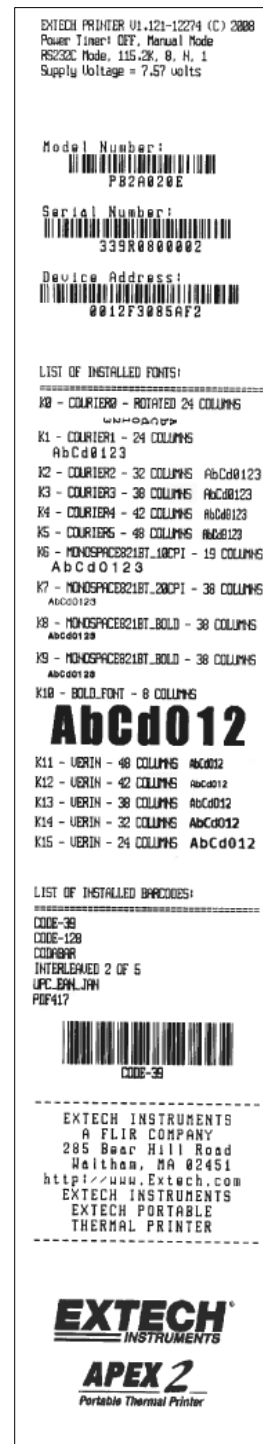 EXTECH PRINTER V1.121-12274 (C) 2008
Power Timer: OFF, Manual Mode
RS232C Mode, 115.2K, 8, N, 1
Supply Voltage = 7.57 volts
Model Number:
PB2A020E
Serial Number:
339R0800002
Device Address:
0012F3085AF2
LIST OF INSTALLED FONTS:
K0 - COURIER0 - ROTATED 24 COLUMNS
K1 - COURIER1 - 24 COLUMNS
AbCd0123
K2 - COURIER2 - 32 COLUMNS AbCd0123
K3 - COURIER3 - 38 COLUMNS AbCd0123
K4 - COURIER4 - 42 COLUMNS AbCd0123
K5 - COURIER5 - 48 COLUMNS AbCd0123
K6 - MONOSPACE821BT_10CPI - 19 COLUMNS
AbCd0123
K7 - MONOSPACE821BT_20CPI - 38 COLUMNS
AbCd0123
K8 - MONOSPACE821BT_BOLD - 38 COLUMNS
AbCd0123
K9 - MONOSPACE821BT_BOLD - 38 COLUMNS
AbCd0123
K10 - BOLD_FONT - 8 COLUMNS
AbCd012
K11 - VERIN - 48 COLUMNS AbCd012
K12 - VERIN - 42 COLUMNS AbCd012
K13 - VERIN - 38 COLUMNS AbCd012
K14 - VERIN - 32 COLUMNS AbCd012
K15 - VERIN - 24 COLUMNS AbCd012
LIST OF INSTALLED BARCODES:
CODE-39
CODE-128
CODABAR
INTERLEAVED 2 OF 5
UPC_EAN_JAN
PDF417
CODE-39
EXTECH INSTRUMENTS
A FLIR COMPANY
285 Bear Hill Road
Waltham, MA 02451
http://www.Extech.com
EXTECH INSTRUMENTS
EXTECH PORTABLE
THERMAL PRINTER
EXTECH®
INSTRUMENTS
APEX 2
Portable Thermal Printer